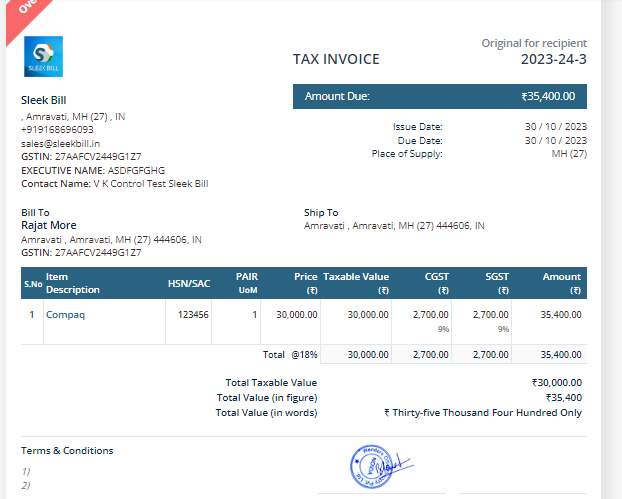 Ove
SLEEK BILL
Original for recipient
TAX INVOICE 2023-24-3
Amount Due: ₹35,400.00
Sleek Bill
, Amravati, MH (27) , IN
+919168696093
sales@sleekbill.in
GSTIN: 27AAFCV2449G1Z7
EXECUTIVE NAME: ASDFGFGHG
Contact Name: V K Control Test Sleek Bill
Issue Date: 30 / 10 / 2023
Due Date: 30 / 10 / 2023
Place of Supply: MH (27)
Bill To
Rajat More
Amravati , Amravati, MH (27) 444606, IN
GSTIN: 27AAFCV2449G1Z7
Ship To
Amravati , Amravati, MH (27) 444606, IN
S.No Item Description HSN/SAC PAIR UoM Price (₹) Taxable Value (₹) CGST (₹) SGST (₹) Amount (₹)
1 Compaq 123456 1 30,000.00 30,000.00 2,700.00 2,700.00 35,400.00
9% 9%
Total @18% 30,000.00 2,700.00 2,700.00 35,400.00
Total Taxable Value ₹30,000.00
Total Value (in figure) ₹35,400
Total Value (in words) ₹ Thirty-five Thousand Four Hundred Only
Terms & Conditions
1)
2)